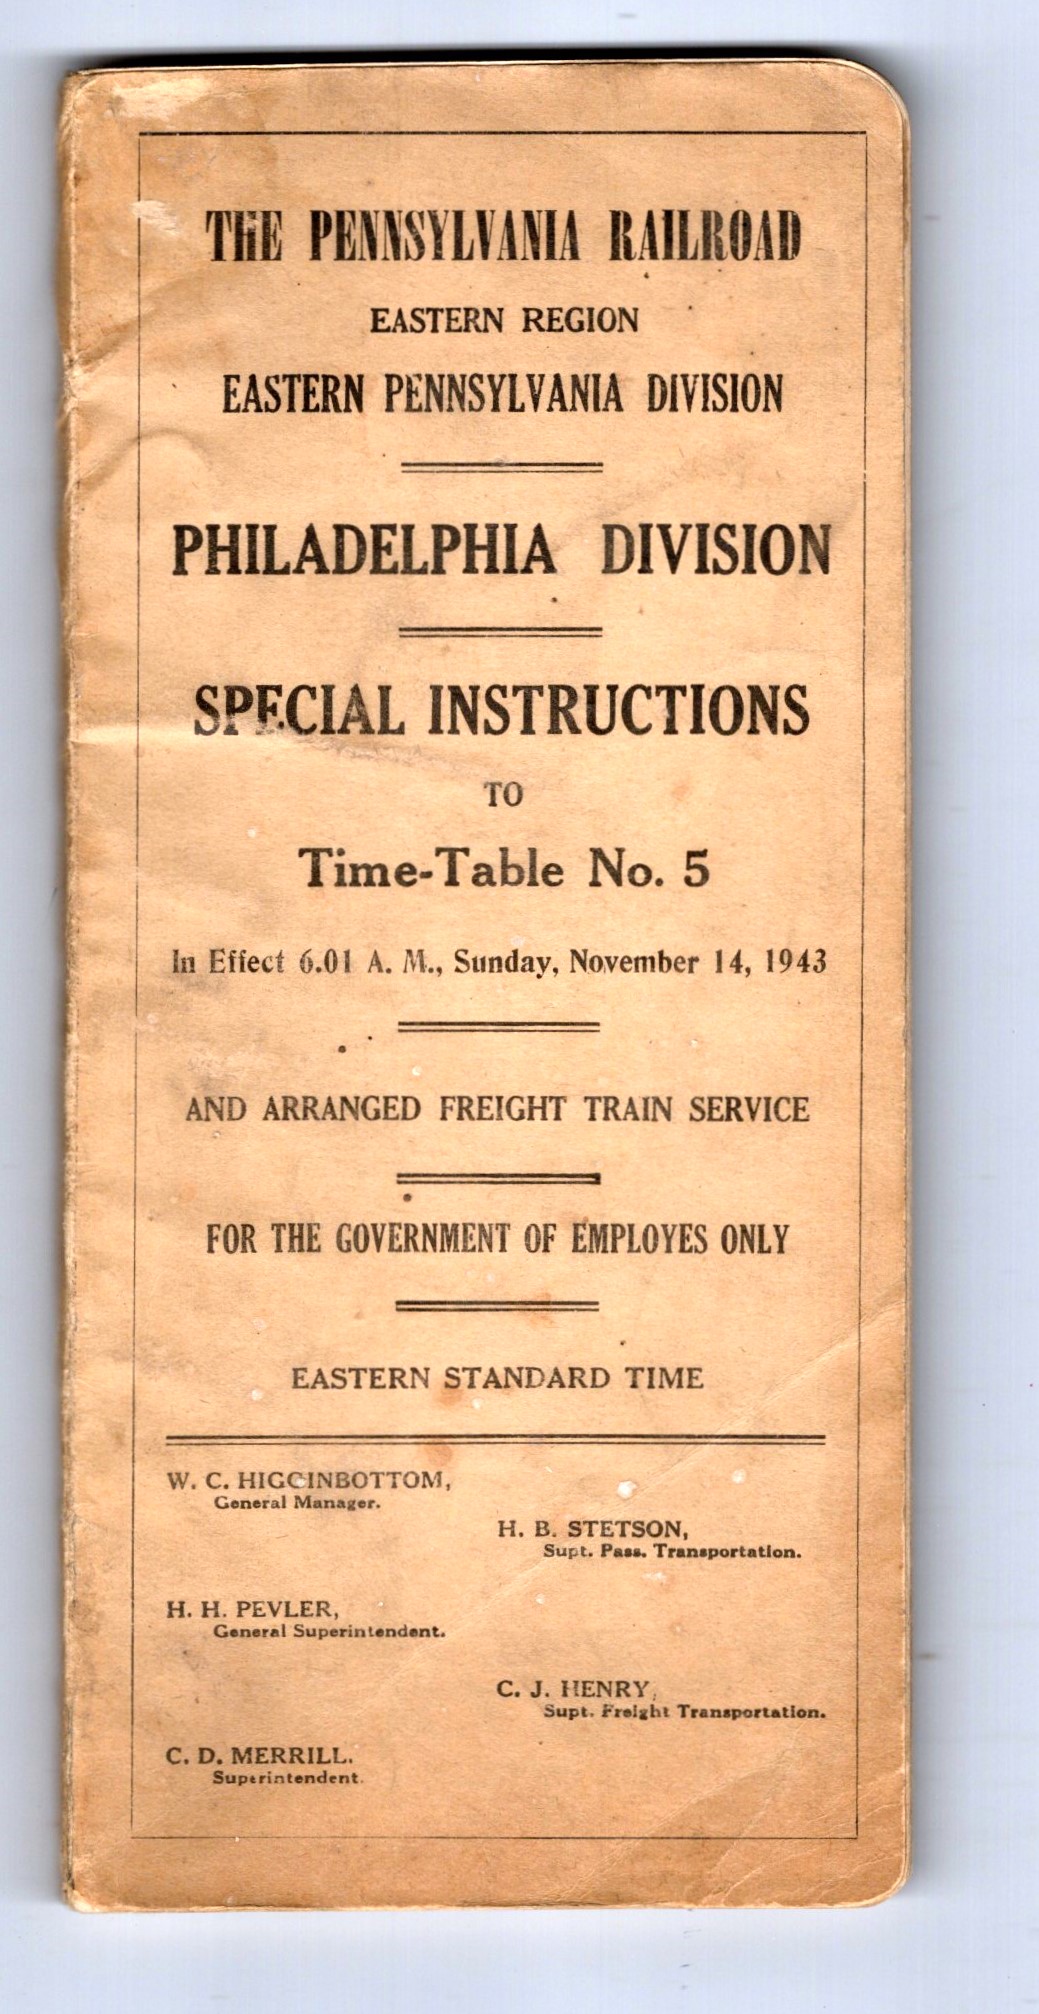 THE PENNSYLVANIA RAILROAD
EASTERN REGION
EASTERN PENNSYLVANIA DIVISION
PHILADELPHIA DIVISION
SPECIAL INSTRUCTIONS
TO
Time-Table No. 5
In Effect 6.01 A. M., Sunday, November 14, 1943
AND ARRANGED FREIGHT TRAIN SERVICE
FOR THE GOVERNMENT OF EMPLOYES ONLY
EASTERN STANDARD TIME
W. C. HIGGINBOTTOM,
General Manager.
H. B. STETSON,
Supt. Pass. Transportation.
H. H. PEVLER,
General Superintendent.
C. J. HENRY,
Supt. Freight Transportation.
C. D. MERRILL.
Superintendent.